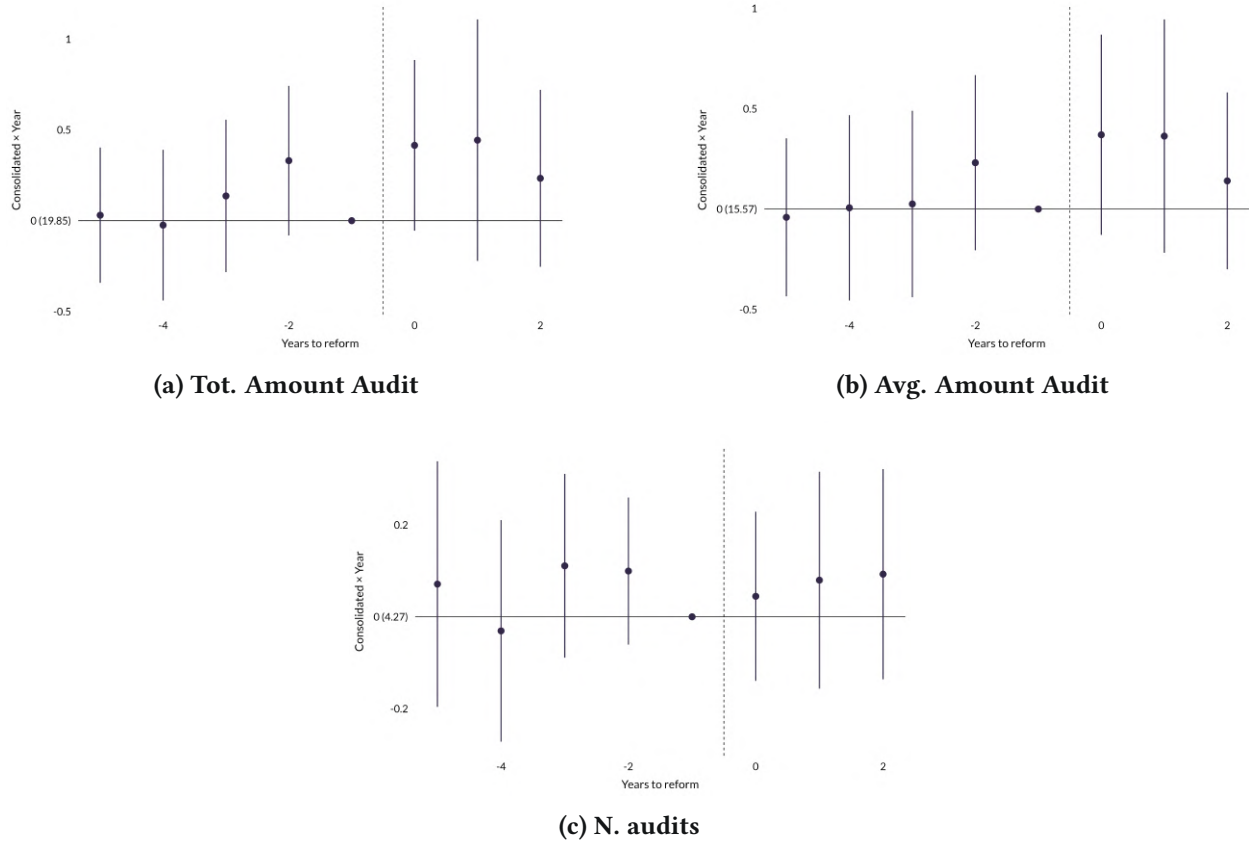 1
0.5
0 (19.85)
-0.5
Consolidated × Year
-4
-2
0
2
Years to reform
(a) Tot. Amount Audit
1
0.5
0 (15.57)
-0.5
Consolidated × Year
-4
-2
0
2
Years to reform
(b) Avg. Amount Audit
0.2
0 (4.27)
-0.2
Consolidated × Year
-4
-2
0
2
Years to reform
(c) N. audits